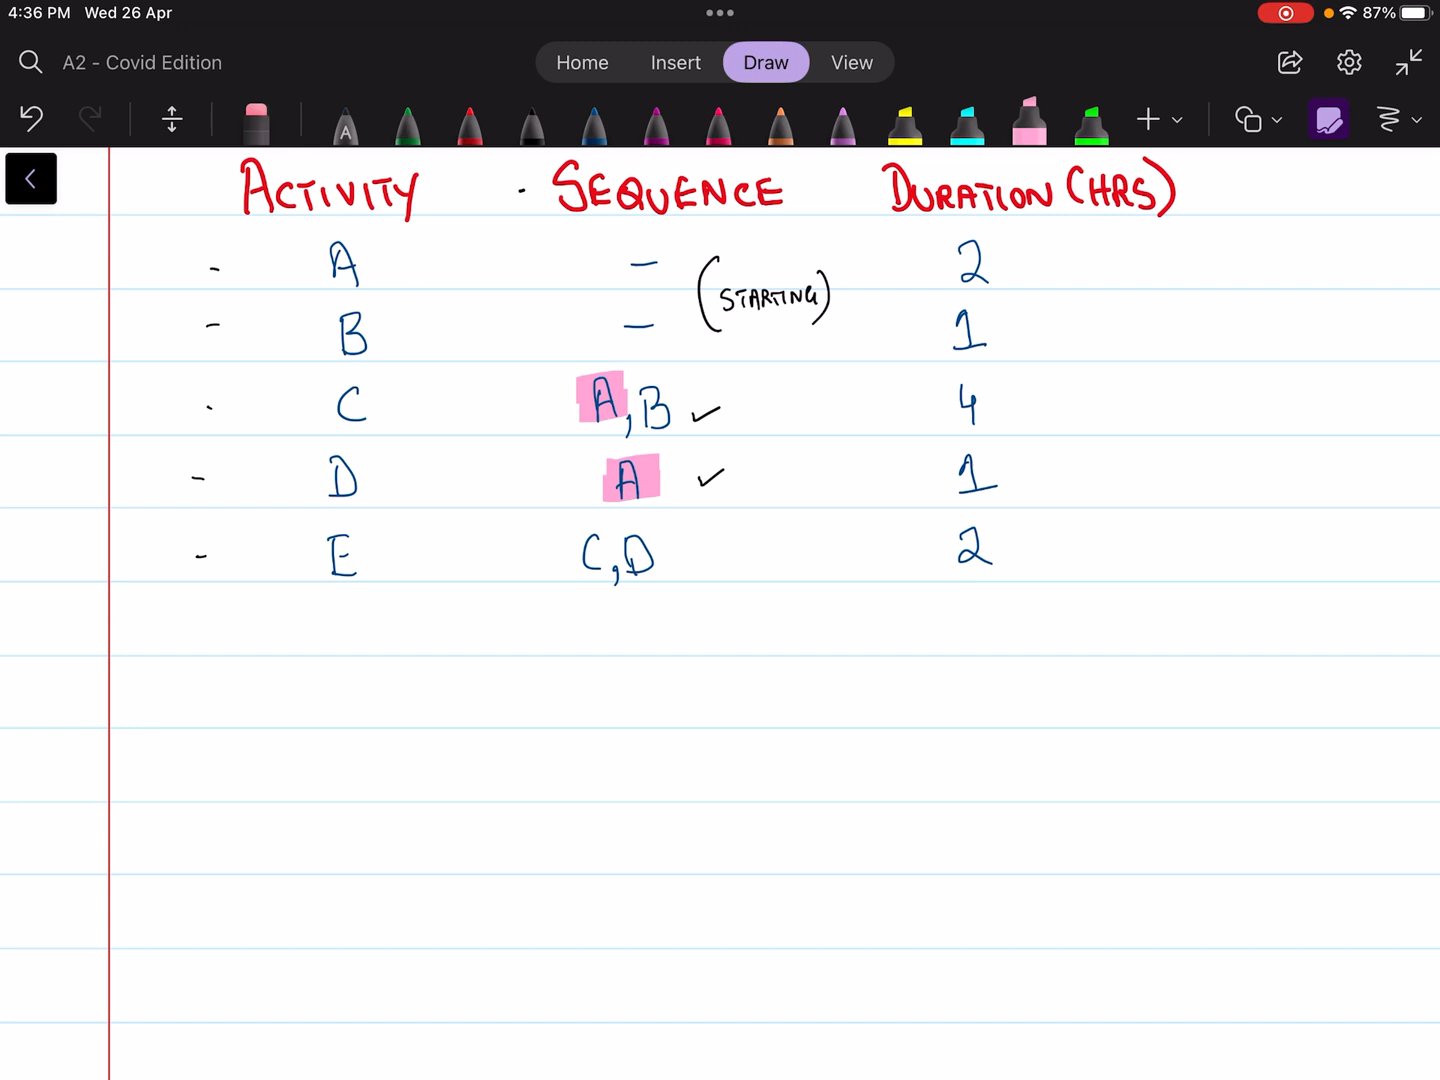 4:36 PM Wed 26 Apr 87%
A2 - Covid Edition Home Insert Draw View
A
ACTIVITY · SEQUENCE DURATION (HRS)
- A - 2
(STARTING)
- B - 1
· C A, B ✓ 4
- D A ✓ 1
- E C, D 2